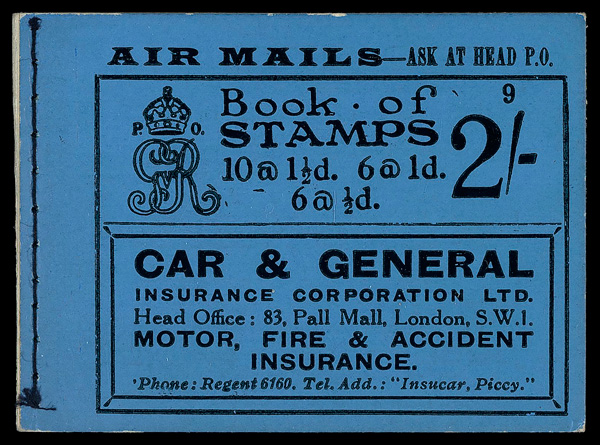 AIR MAILS—ASK AT HEAD P.O.
9
P. O.
GR
Book · of
STAMPS
2/-
10 @ 1½d. 6 @ 1d.
6 @ ½d.
CAR & GENERAL
INSURANCE CORPORATION LTD.
Head Office: 83, Pall Mall, London, S.W.1.
MOTOR, FIRE & ACCIDENT
INSURANCE.
'Phone: Regent 6160. Tel. Add.: "Insucar, Piccy."